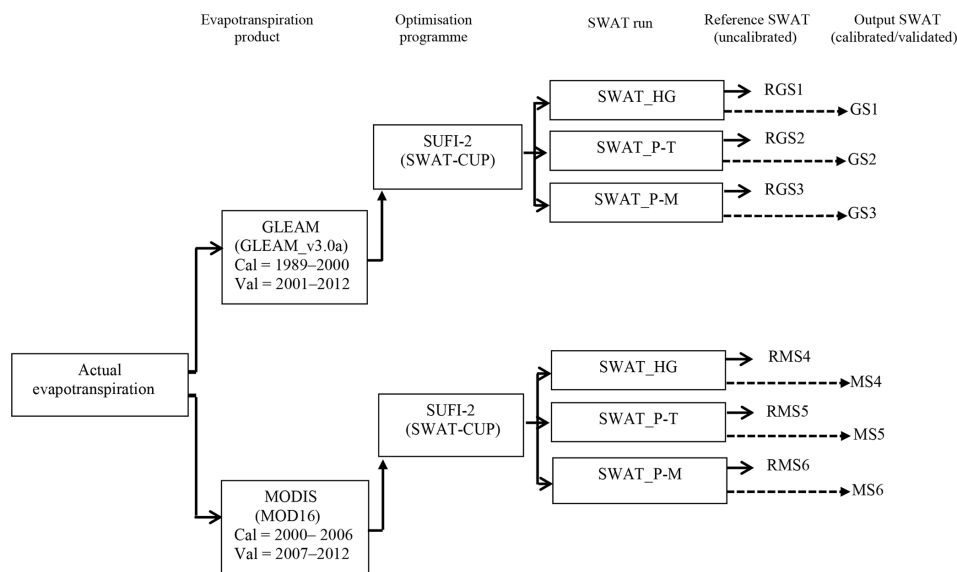 Evapotranspiration
product
Optimisation
programme
SWAT run
Reference SWAT
(uncalibrated)
Output SWAT
(calibrated/validated)
SWAT_HG
RGS1
GS1
SUFI-2
(SWAT-CUP)
SWAT_P-T
RGS2
GS2
SWAT_P-M
RGS3
GS3
GLEAM
(GLEAM_v3.0a)
Cal = 1989–2000
Val = 2001–2012
Actual
evapotranspiration
SWAT_HG
RMS4
MS4
SUFI-2
(SWAT-CUP)
SWAT_P-T
RMS5
MS5
SWAT_P-M
RMS6
MS6
MODIS
(MOD16)
Cal = 2000– 2006
Val = 2007–2012